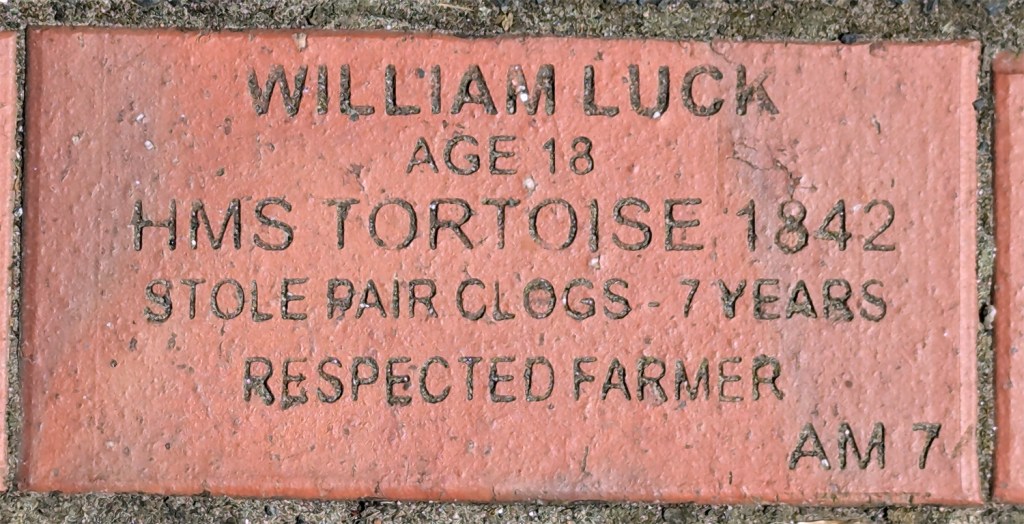 WILLIAM LUCK
AGE 18
HMS TORTOISE 1842
STOLE PAIR CLOGS - 7 YEARS
RESPECTED FARMER
AM 7